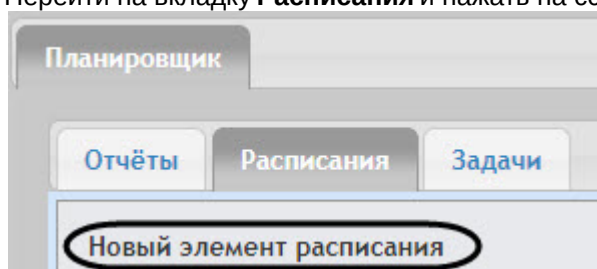 Перейти на вкладку Расписания и нажать на
Планировщик
Отчёты Расписания Задачи
Новый элемент расписания